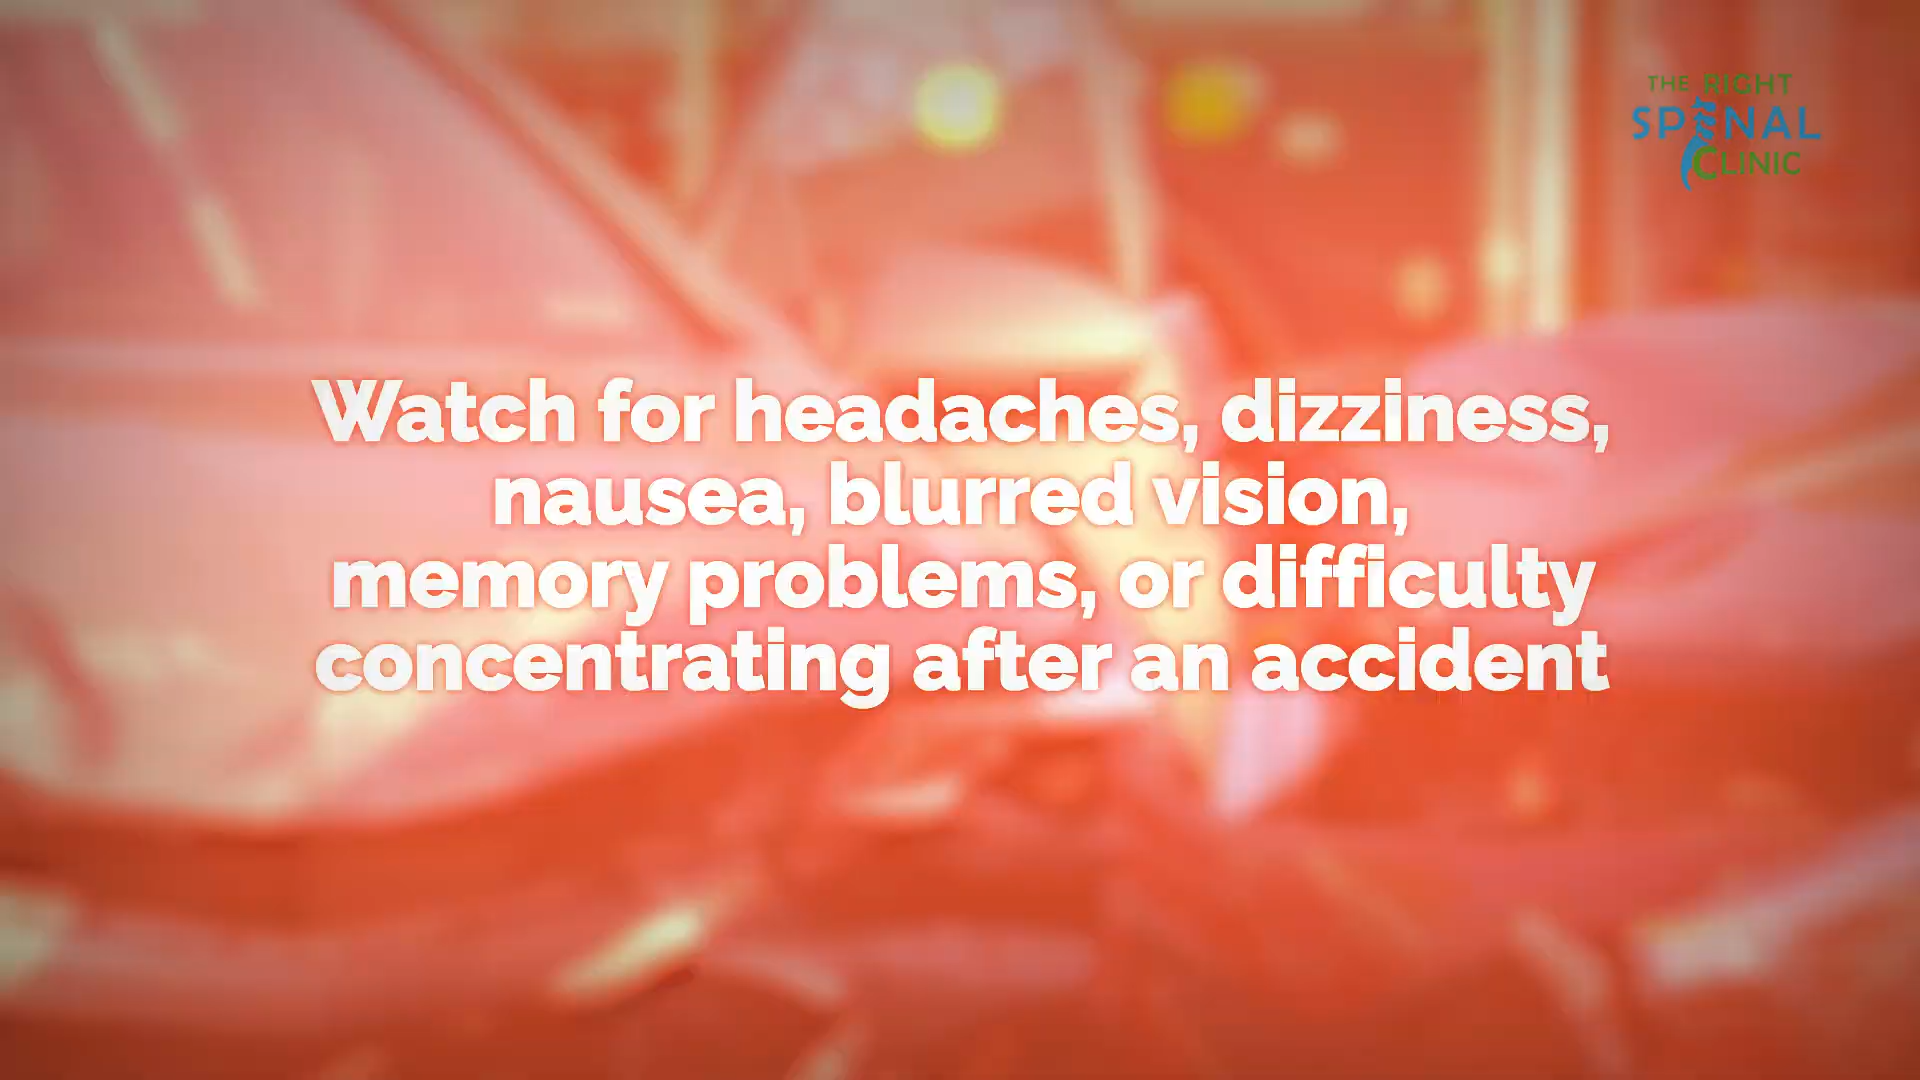 THE RIGHT
SPINAL
CLINIC
Watch for headaches, dizziness,
nausea, blurred vision,
memory problems, or difficulty
concentrating after an accident